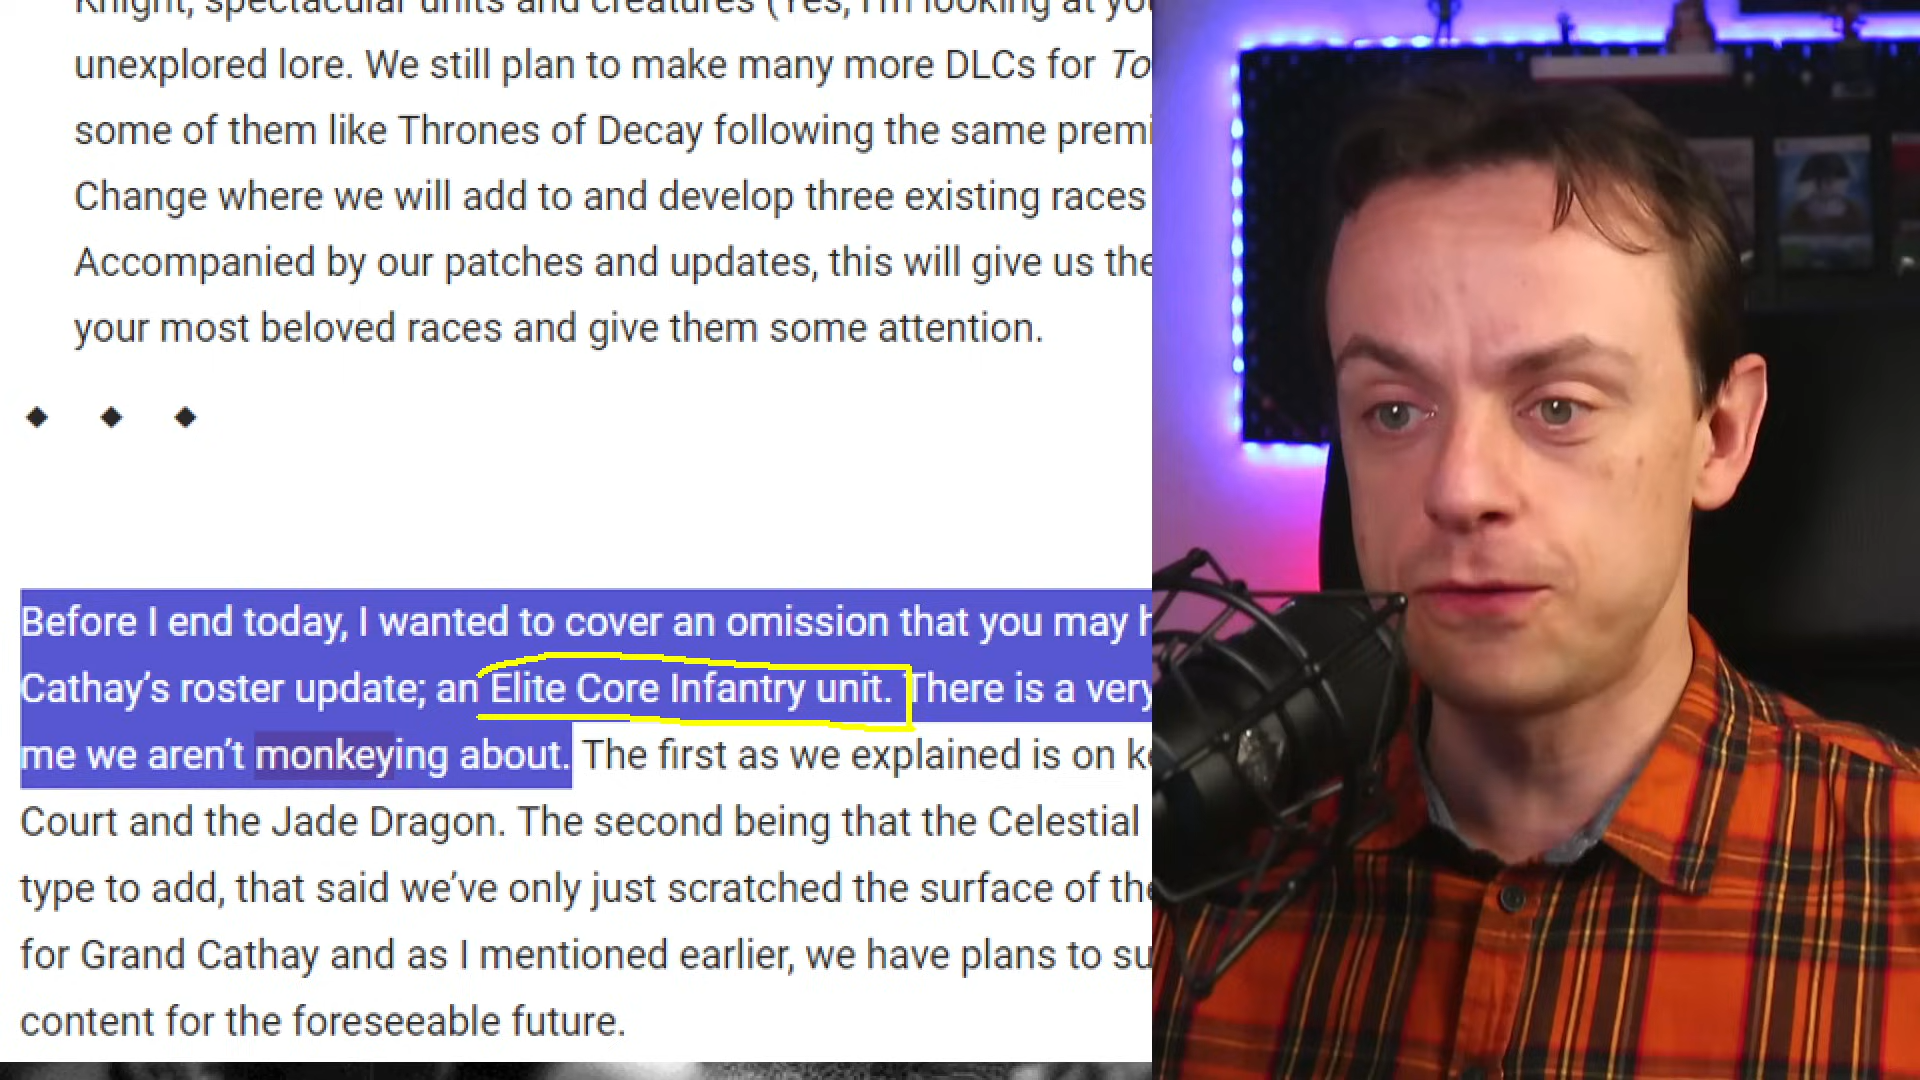 Knight, spectacular units and creatures (Yes, I'm looking at yo
unexplored lore. We still plan to make many more DLCs for To
some of them like Thrones of Decay following the same premi
Change where we will add to and develop three existing races
Accompanied by our patches and updates, this will give us the
your most beloved races and give them some attention.
Before I end today, I wanted to cover an omission that you may h
Cathay’s roster update; an Elite Core Infantry unit. There is a very
me we aren’t monkeying about. The first as we explained is on ke
Court and the Jade Dragon. The second being that the Celestial
type to add, that said we’ve only just scratched the surface of the
for Grand Cathay and as I mentioned earlier, we have plans to su
content for the foreseeable future.